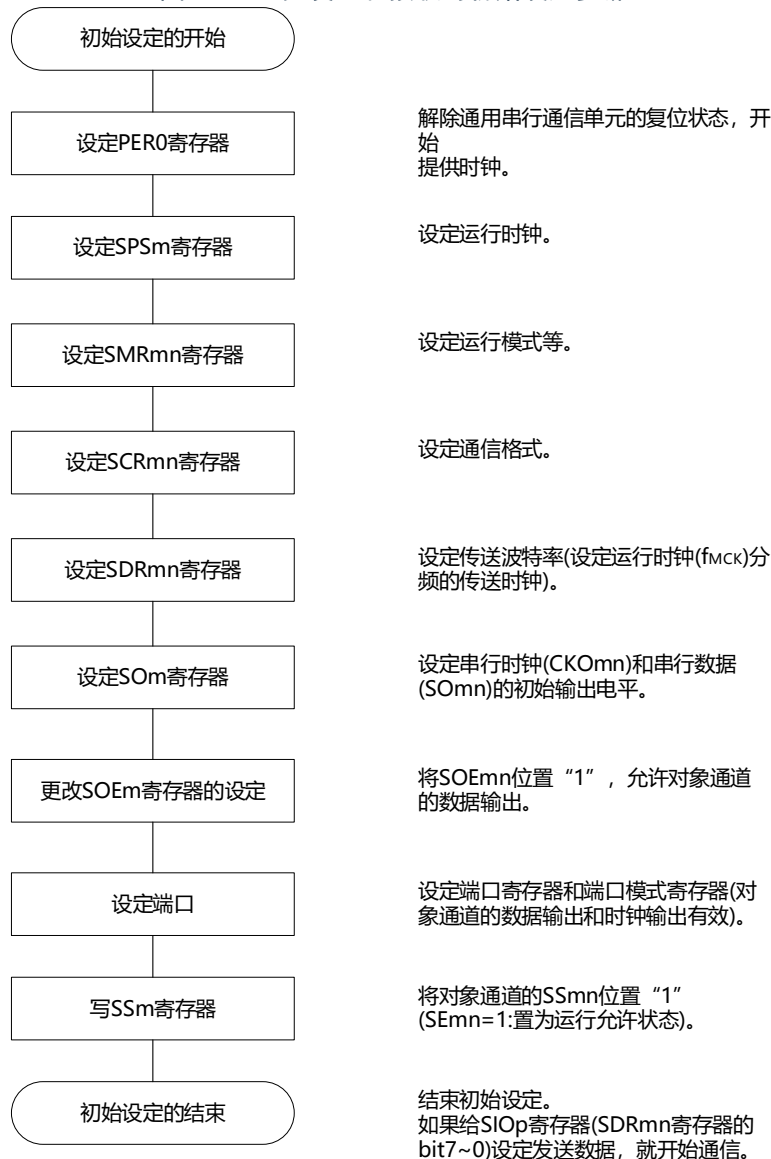 初始设定的开始
设定PER0寄存器
解除通用串行通信单元的复位状态，开
始
提供时钟。
设定SPSm寄存器
设定运行时钟。
设定SMRmn寄存器
设定运行模式等。
设定SCRmn寄存器
设定通信格式。
设定SDRmn寄存器
设定传送波特率(设定运行时钟(fMCK)分
频的传送时钟)。
设定SOm寄存器
设定串行时钟(CKOmn)和串行数据
(SOmn)的初始输出电平。
更改SOEm寄存器的设定
将SOEmn位置“1”，允许对象通道
的数据输出。
设定端口
设定端口寄存器和端口模式寄存器(对
象通道的数据输出和时钟输出有效)。
写SSm寄存器
将对象通道的SSmn位置“1”
(SEmn=1:置为运行允许状态)。
初始设定的结束
结束初始设定。
如果给SIOp寄存器(SDRmn寄存器的
bit7~0)设定发送数据，就开始通信。